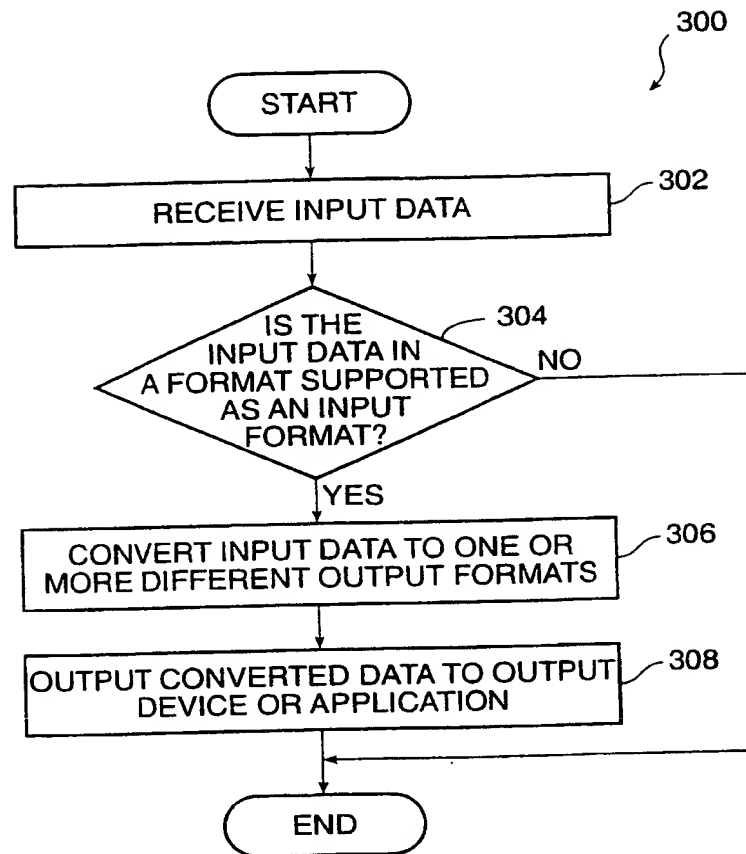 300
START
RECEIVE INPUT DATA
302
IS THE
INPUT DATA IN
A FORMAT SUPPORTED
AS AN INPUT
FORMAT?
304
NO
YES
CONVERT INPUT DATA TO ONE OR
MORE DIFFERENT OUTPUT FORMATS
306
OUTPUT CONVERTED DATA TO OUTPUT
DEVICE OR APPLICATION
308
END